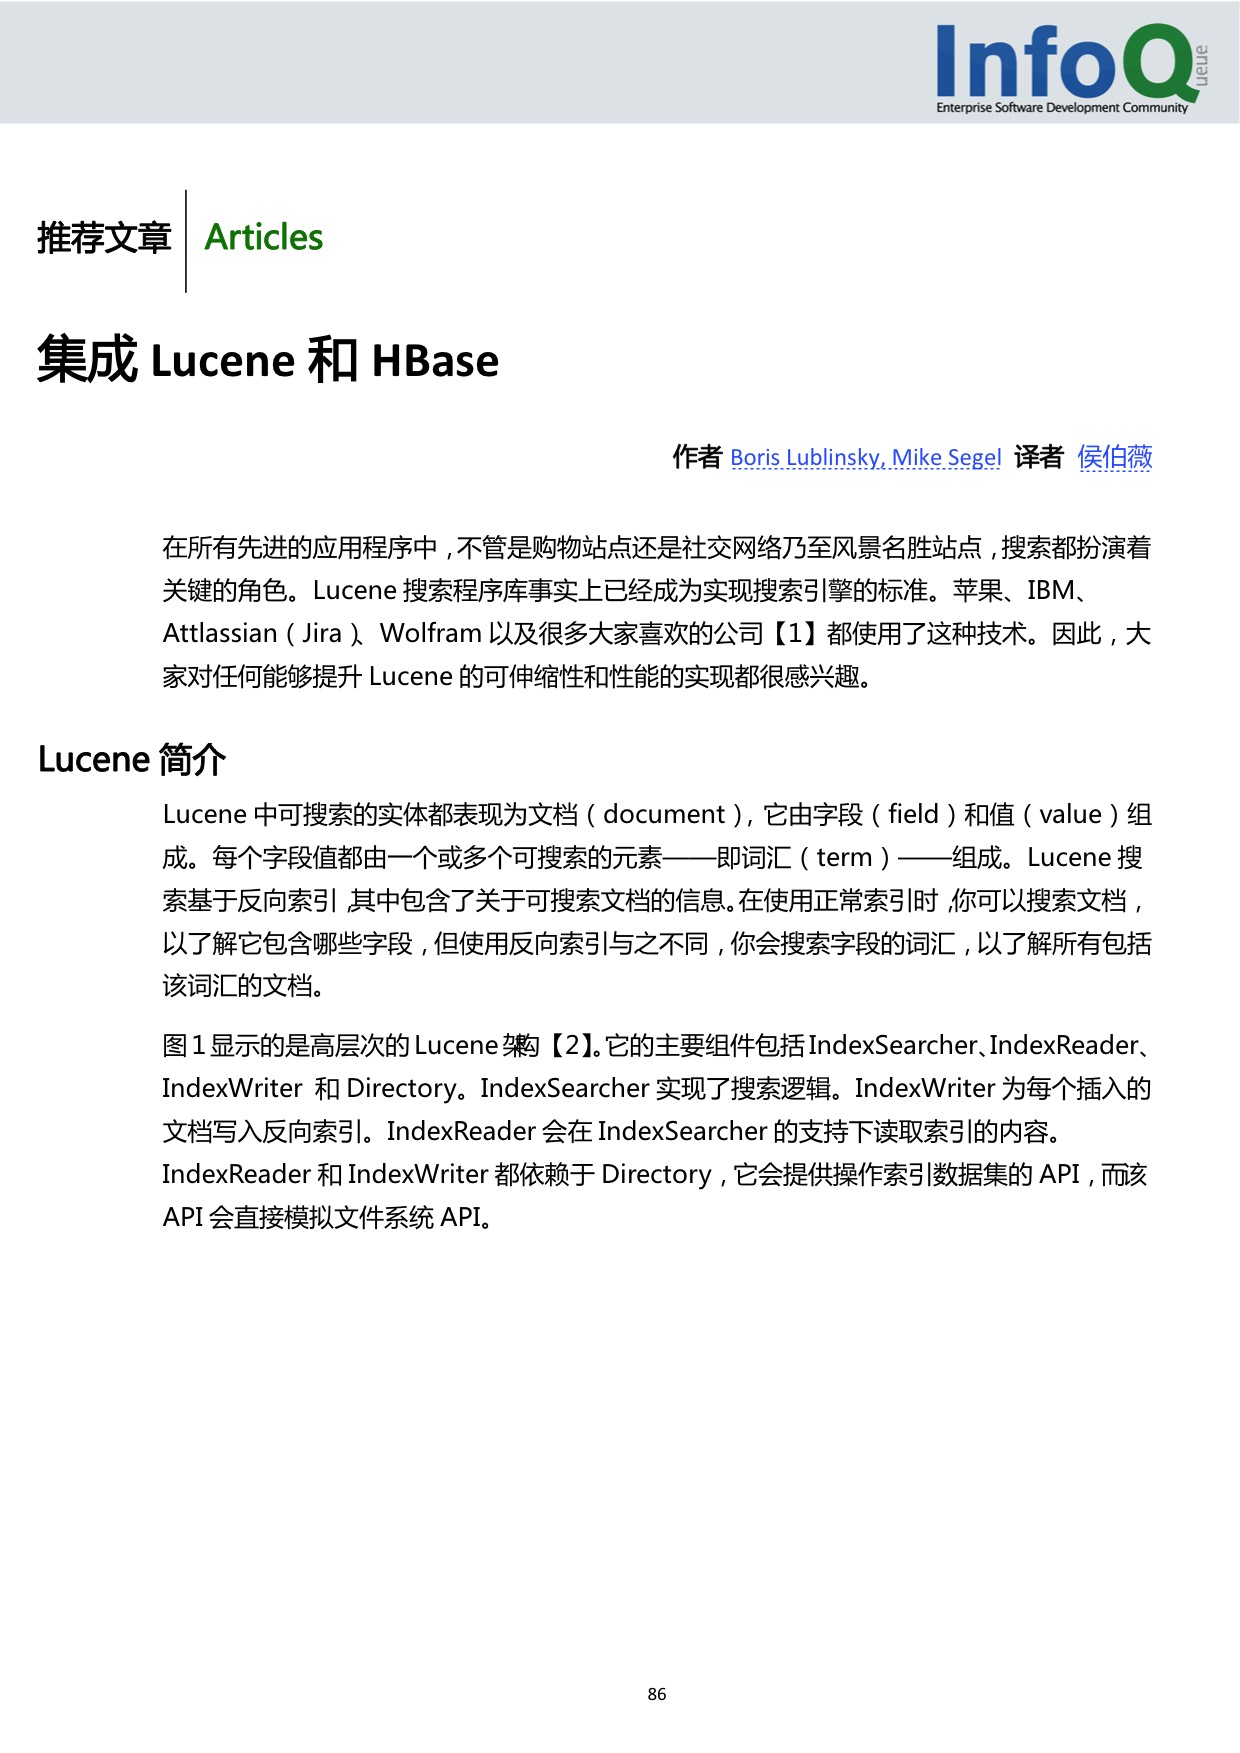 InfoQueue
Enterprise Software Development Community
推荐文章 Articles
集成 Lucene 和 HBase
作者 Boris Lublinsky, Mike Segel 译者 侯伯薇
在所有先进的应用程序中，不管是购物站点还是社交网络乃至风景名胜站点，搜索都扮演着
关键的角色。Lucene 搜索程序库事实上已经成为实现搜索引擎的标准。苹果、IBM、
Attlassian（Jira）、Wolfram 以及很多大家喜欢的公司【1】都使用了这种技术。因此，大
家对任何能够提升 Lucene 的可伸缩性和性能的实现都很感兴趣。
Lucene 简介
Lucene 中可搜索的实体都表现为文档（document），它由字段（field）和值（value）组
成。每个字段值都由一个或多个可搜索的元素——即词汇（term）——组成。Lucene 搜
索基于反向索引，其中包含了关于可搜索文档的信息。在使用正常索引时，你可以搜索文档，
以了解它包含哪些字段，但使用反向索引与之不同，你会搜索字段的词汇，以了解所有包括
该词汇的文档。
图 1 显示的是高层次的 Lucene 架构【2】。它的主要组件包括 IndexSearcher、IndexReader、
IndexWriter 和 Directory。IndexSearcher 实现了搜索逻辑。IndexWriter 为每个插入的
文档写入反向索引。IndexReader 会在 IndexSearcher 的支持下读取索引的内容。
IndexReader 和 IndexWriter 都依赖于 Directory，它会提供操作索引数据集的 API，而该
API 会直接模拟文件系统 API。
86